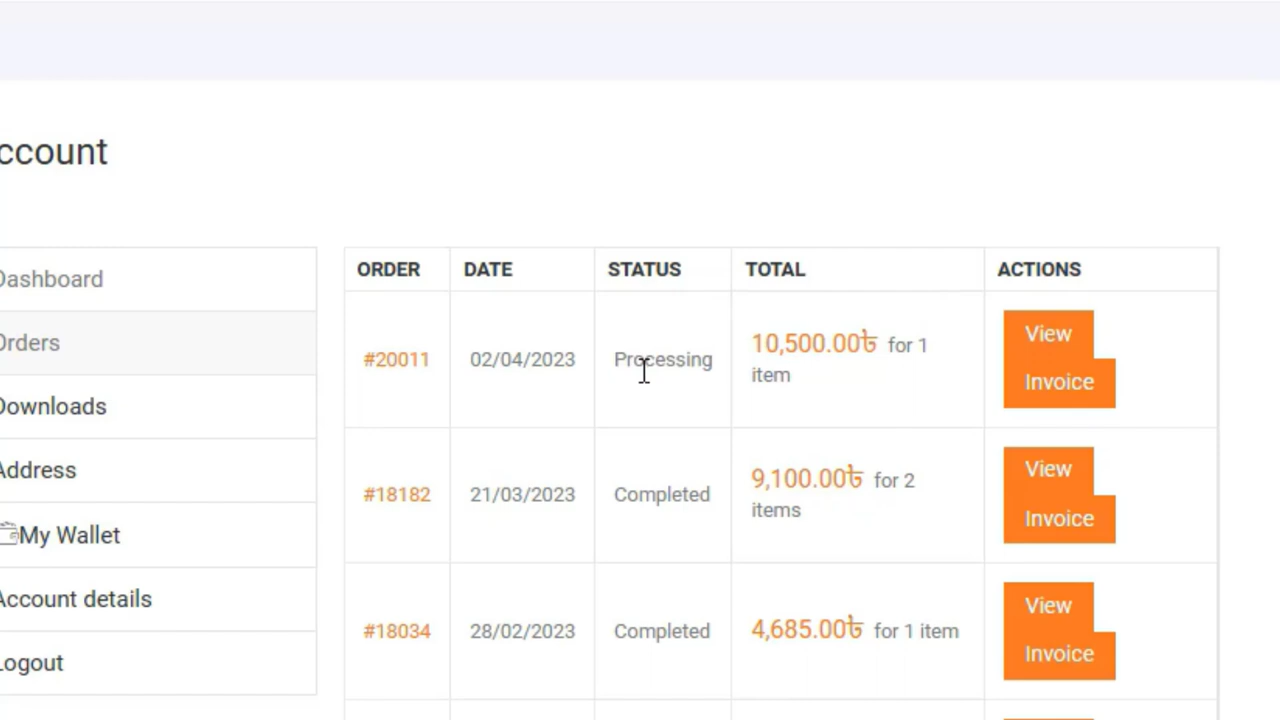 ccount
Dashboard
Orders
Downloads
Address
My Wallet
Account details
Logout
ORDER DATE STATUS TOTAL ACTIONS
#20011 02/04/2023 Processing 10,500.00৳ for 1
item
View
Invoice
#18182 21/03/2023 Completed 9,100.00৳ for 2
items
View
Invoice
#18034 28/02/2023 Completed 4,685.00৳ for 1 item
View
Invoice